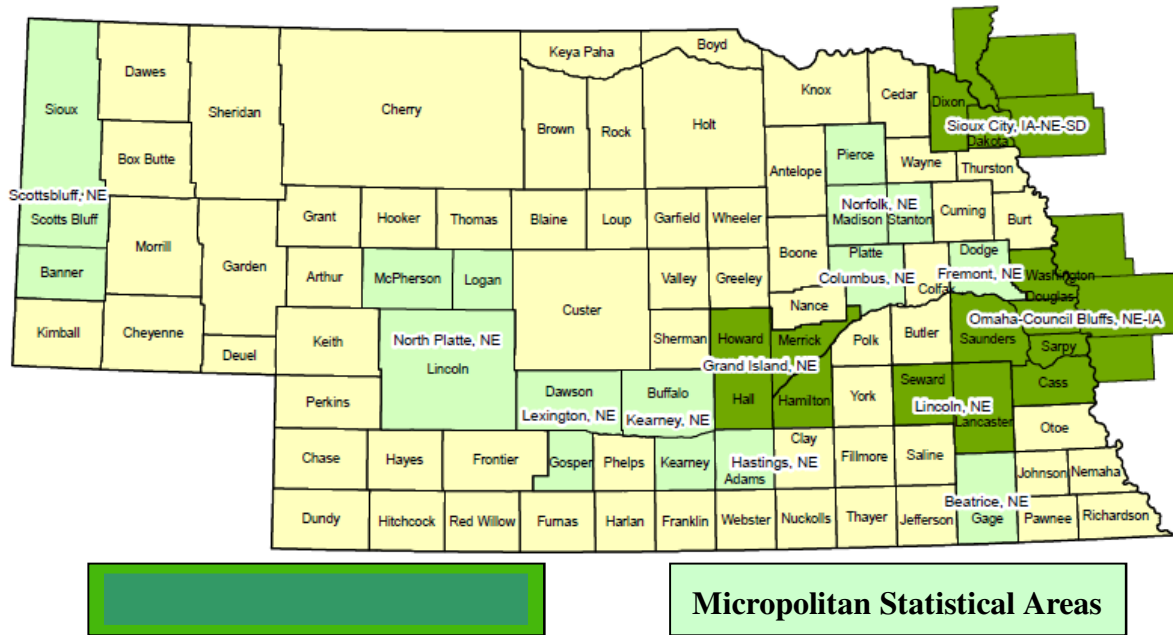 Boyd
Keya Paha
Dawes
Knox
Cedar
Sioux
Sheridan
Cherry
Dixon
Holt
Brown
Rock
Sioux City, IA-NE-SD
Dakota
Box Butte
Pierce
Wayne
Antelope
Thurston
Scottsbluff, NE
Norfolk, NE
Scotts Bluff
Grant
Hooker
Thomas
Blaine
Loup
Garfield
Wheeler
Madison
Stanton
Cuming
Burt
Morrill
Boone
Platte
Dodge
Banner
Garden
Arthur
McPherson
Logan
Valley
Greeley
Columbus, NE
Fremont, NE
Washington
Colfax
Custer
Nance
Douglas
Kimball
Cheyenne
Omaha-Council Bluffs, NE-IA
Keith
North Platte, NE
Sherman
Howard
Merrick
Polk
Butler
Saunders
Sarpy
Deuel
Grand Island, NE
Lincoln
Perkins
Dawson
Buffalo
Hall
Hamilton
York
Seward
Cass
Lexington, NE
Kearney, NE
Lincoln, NE
Lancaster
Otoe
Clay
Chase
Hayes
Frontier
Gosper
Phelps
Kearney
Hastings, NE
Adams
Fillmore
Saline
Johnson
Nemaha
Beatrice, NE
Dundy
Hitchcock
Red Willow
Furnas
Harlan
Franklin
Webster
Nuckolls
Thayer
Jefferson
Gage
Pawnee
Richardson
Micropolitan Statistical Areas